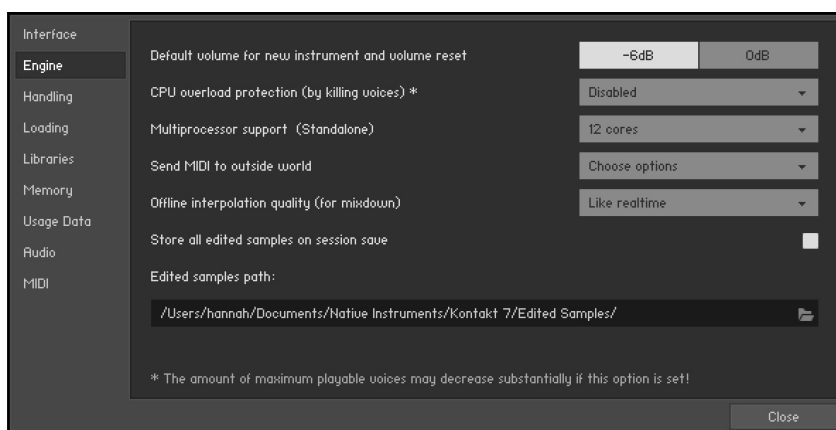 Interface
Engine
Handling
Loading
Libraries
Memory
Usage Data
Audio
MIDI
Default volume for new instrument and volume reset
-6dB
0dB
CPU overload protection (by killing voices) *
Disabled
Multiprocessor support (Standalone)
12 cores
Send MIDI to outside world
Choose options
Offline interpolation quality (for mixdown)
Like realtime
Store all edited samples on session save
Edited samples path:
/Users/hannah/Documents/Native Instruments/Kontakt 7/Edited Samples/
* The amount of maximum playable voices may decrease substantially if this option is set!
Close